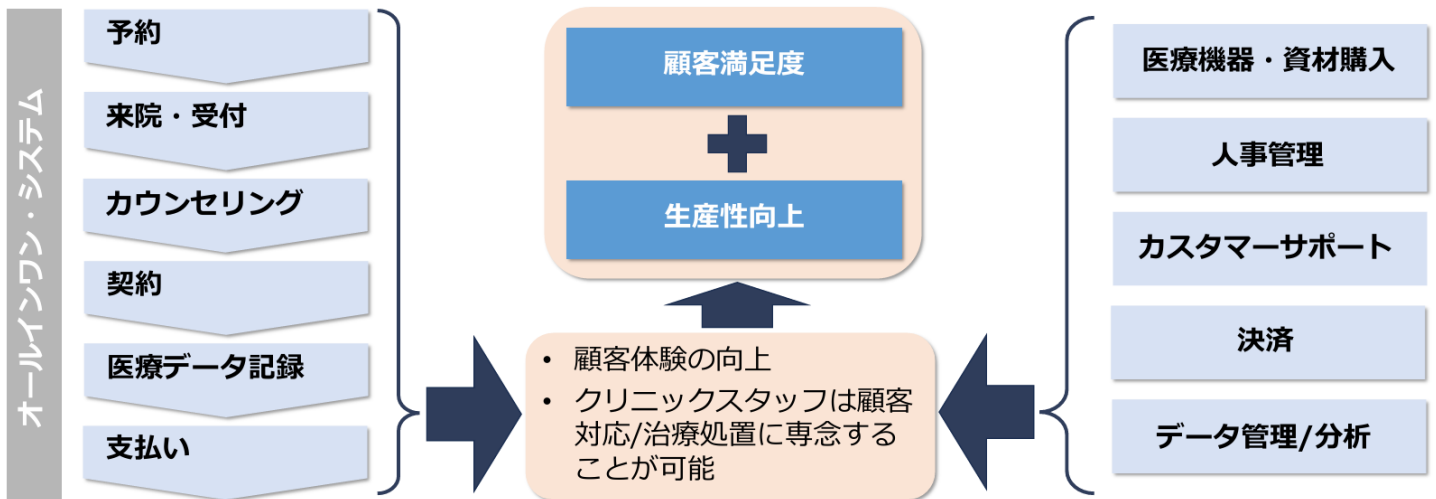 オールインワン・システム
予約
来院・受付
カウンセリング
契約
医療データ記録
支払い
顧客満足度
生産性向上
• 顧客体験の向上
• クリニックスタッフは顧客
対応/治療処置に専念する
ことが可能
医療機器・資材購入
人事管理
カスタマーサポート
決済
データ管理/分析